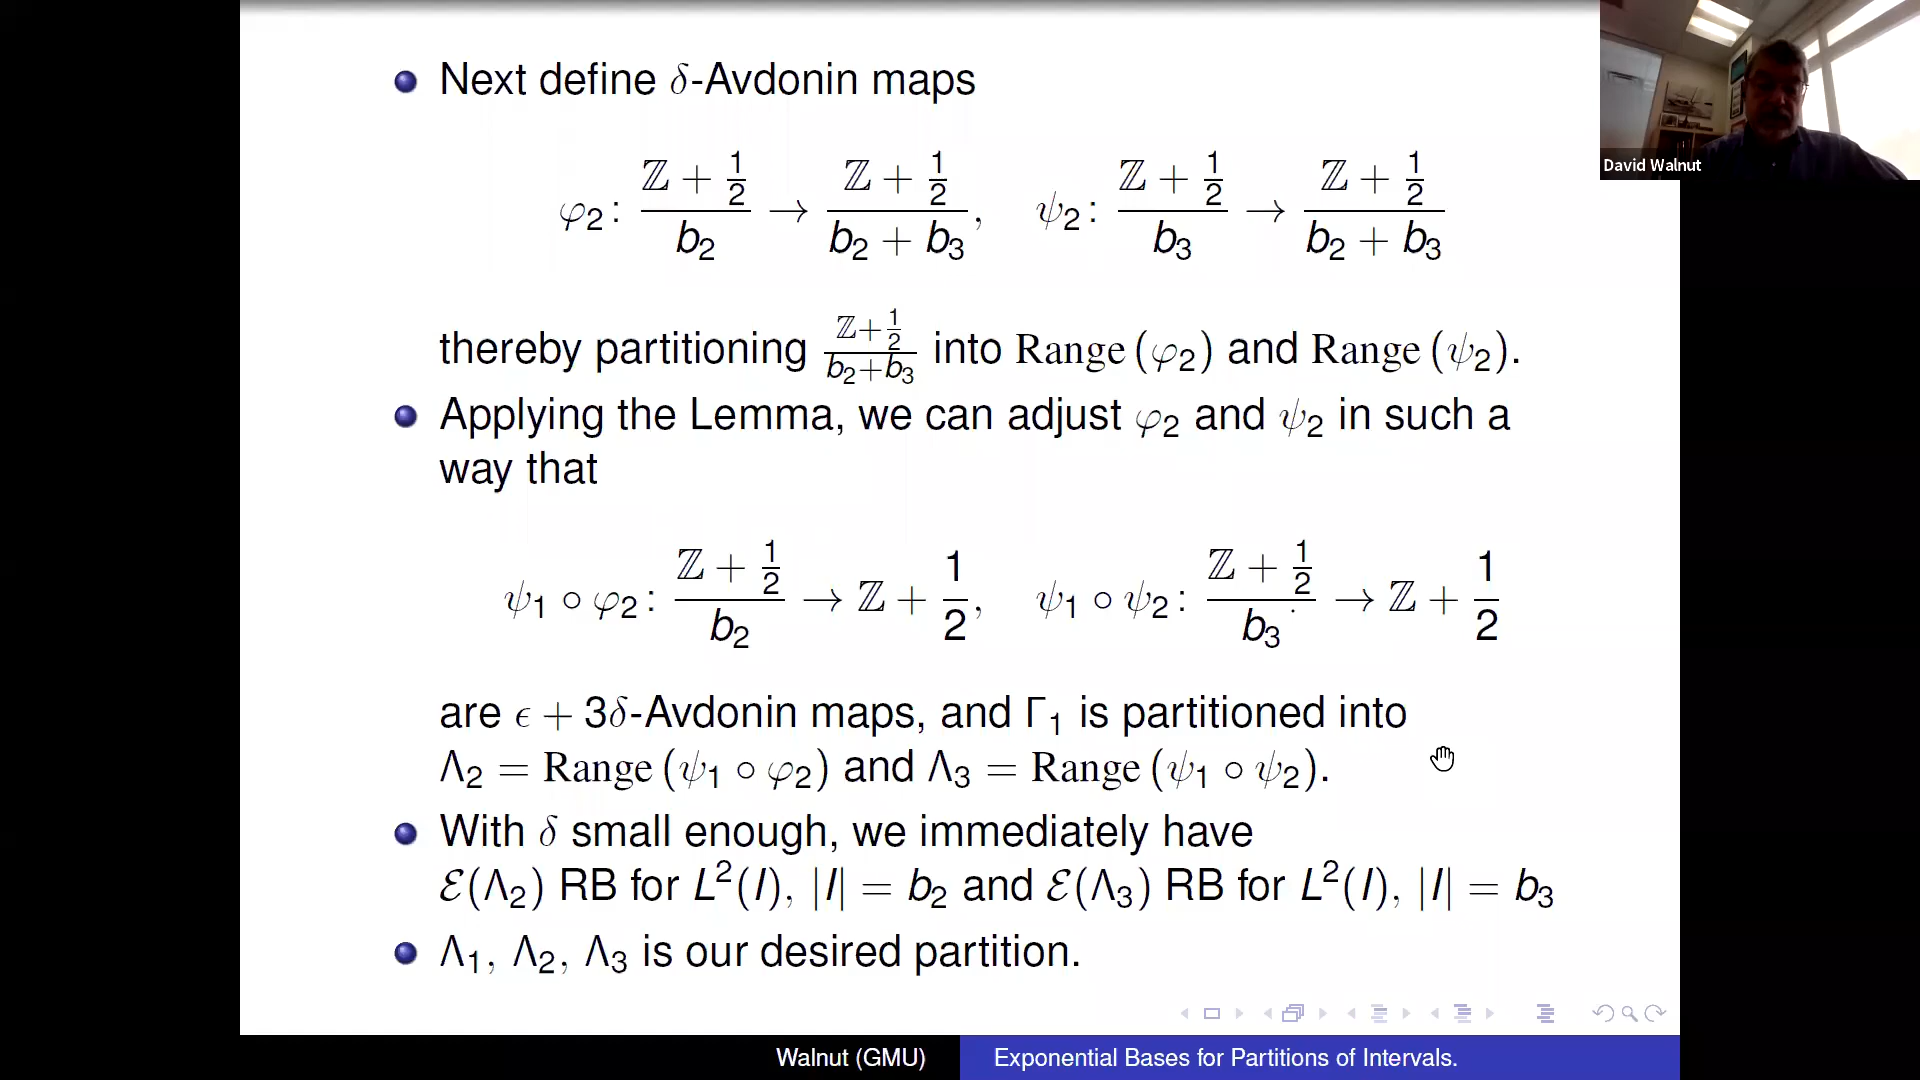 Next define δ-Avdonin maps
φ₂: (ℤ + 1/2)/b₂ → (ℤ + 1/2)/(b₂ + b₃), ψ₂: (ℤ + 1/2)/b₃ → (ℤ + 1/2)/(b₂ + b₃)
thereby partitioning (ℤ+1/2)/(b₂+b₃) into Range (φ₂) and Range (ψ₂).
Applying the Lemma, we can adjust φ₂ and ψ₂ in such a
way that
ψ₁ ∘ φ₂: (ℤ + 1/2)/b₂ → ℤ + 1/2, ψ₁ ∘ ψ₂: (ℤ + 1/2)/b₃ → ℤ + 1/2
are ϵ + 3δ-Avdonin maps, and Γ₁ is partitioned into
Λ₂ = Range (ψ₁ ∘ φ₂) and Λ₃ = Range (ψ₁ ∘ ψ₂).
With δ small enough, we immediately have
ℰ(Λ₂) RB for L²(I), |I| = b₂ and ℰ(Λ₃) RB for L²(I), |I| = b₃
Λ₁, Λ₂, Λ₃ is our desired partition.
Walnut (GMU)
Exponential Bases for Partitions of Intervals.
David Walnut